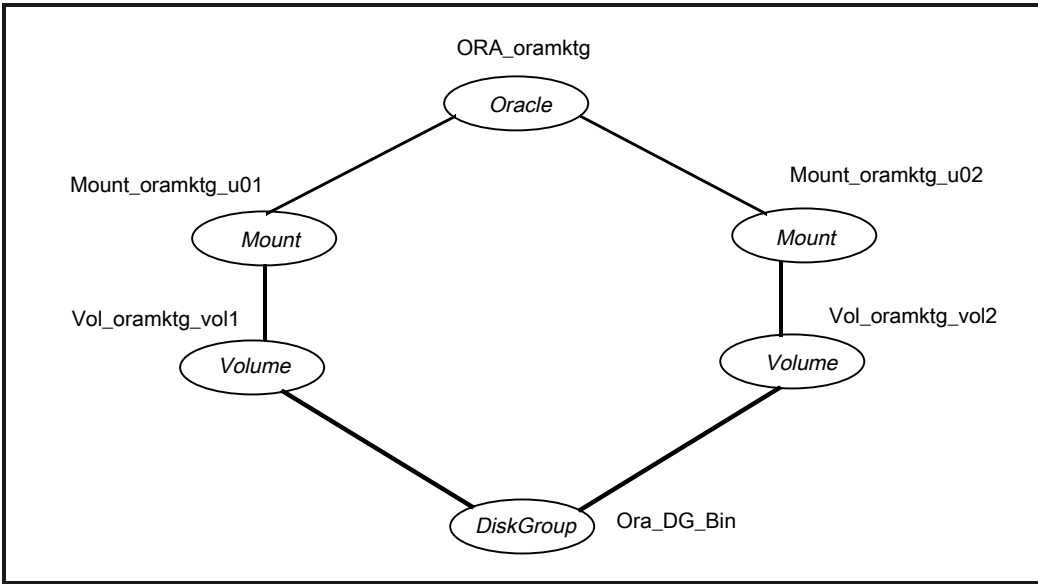 ORA_oramktg
Oracle
Mount_oramktg_u01
Mount_oramktg_u02
Mount
Mount
Vol_oramktg_vol1
Vol_oramktg_vol2
Volume
Volume
DiskGroup
Ora_DG_Bin